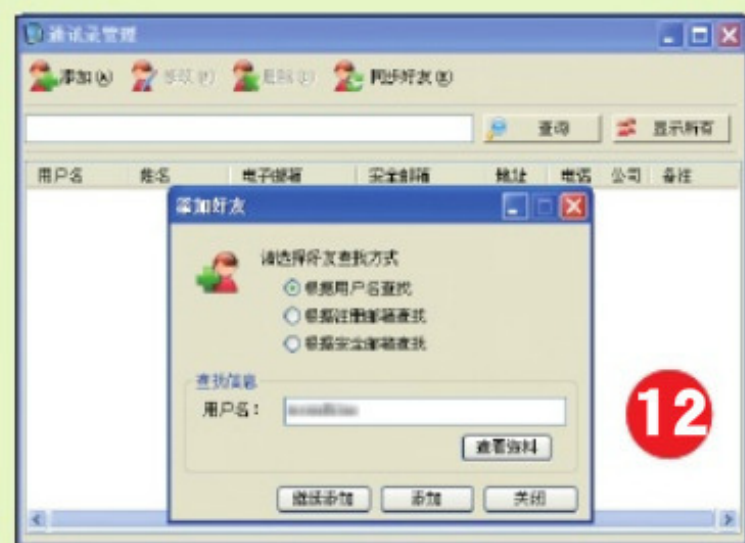 通讯录管理
添加(A) 修改(M) 删除(D) 同步好友(R)
查询 显示所有
用户名 姓名 电子邮箱 安全邮箱 地址 电话 公司 备注
添加好友
请选择好友查找方式
根据用户名查找
根据注册邮箱查找
根据安全邮箱查找
查找信息
用户名：
查看资料
继续添加 添加 关闭
12